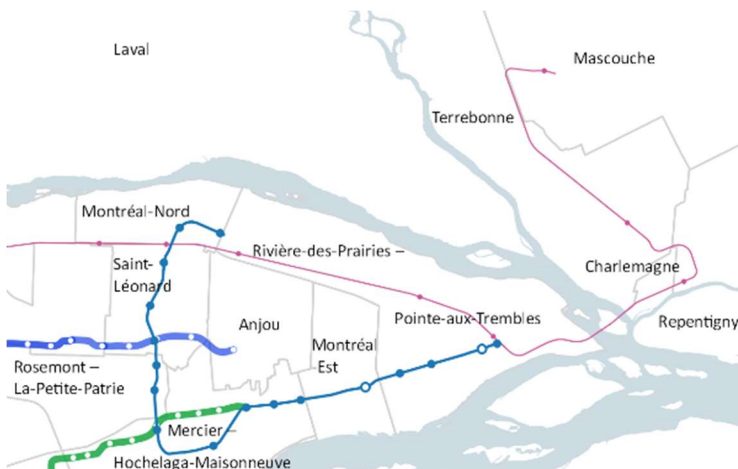 Laval
Mascouche
Terrebonne
Montréal-Nord
Rivière-des-Prairies –
Saint-
Léonard
Charlemagne
Pointe-aux-Trembles
Anjou
Repentigny
Montréal
Est
Rosemont –
La-Petite-Patrie
Mercier –
Hochelaga-Maisonneuve